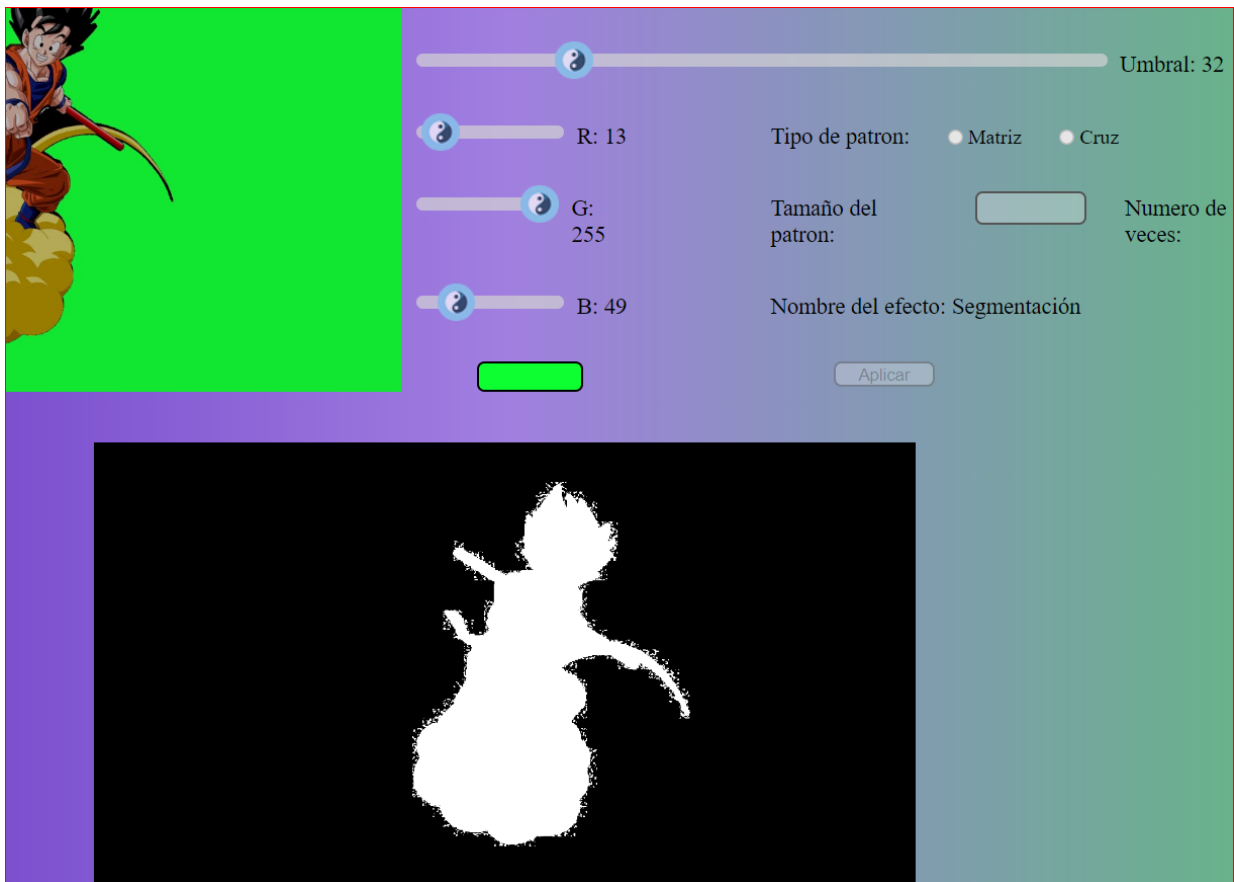 Umbral: 32
R: 13
Tipo de patron:
Matriz
Cruz
G:
255
Tamaño del
patron:
Numero de
veces:
B: 49
Nombre del efecto: Segmentación
Aplicar